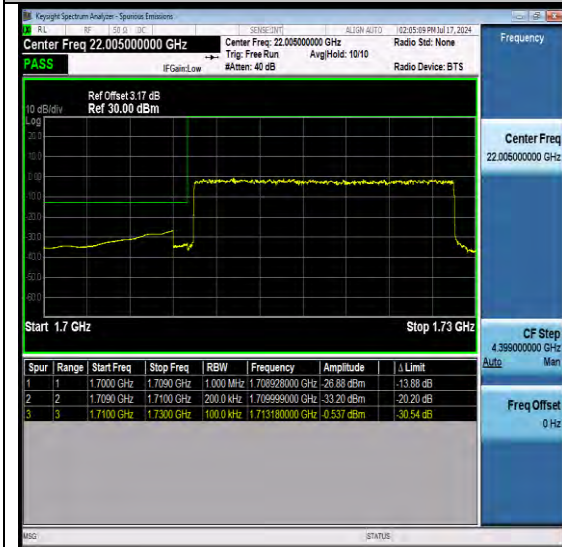 Keysight Spectrum Analyzer - Spurious Emissions
RL RF 50 Ω DC SENSE:INT ALIGN AUTO 02:05:09 PM Jul 17, 2024
Center Freq 22.005000000 GHz
Center Freq: 22.005000000 GHz
Radio Std: None
Trig: Free Run Avg|Hold: 10/10
PASS IFGain:Low #Atten: 40 dB Radio Device: BTS
Ref Offset 3.17 dB
10 dB/div Ref 30.00 dBm
Log
20.0
10.0
0.00
-10.0
-20.0
-30.0
-40.0
-50.0
-60.0
Start 1.7 GHz Stop 1.73 GHz
Spur Range Start Freq Stop Freq RBW Frequency Amplitude Δ Limit
1 1 1.7000 GHz 1.7090 GHz 1.000 MHz 1.708928000 GHz -26.88 dBm -13.88 dB
2 2 1.7090 GHz 1.7100 GHz 200.0 kHz 1.709999000 GHz -33.20 dBm -20.20 dB
3 3 1.7100 GHz 1.7300 GHz 100.0 kHz 1.713180000 GHz -0.537 dBm -30.54 dB
MSG STATUS
Frequency
Center Freq
22.005000000 GHz
CF Step
4.399000000 GHz
Auto Man
Freq Offset
0 Hz